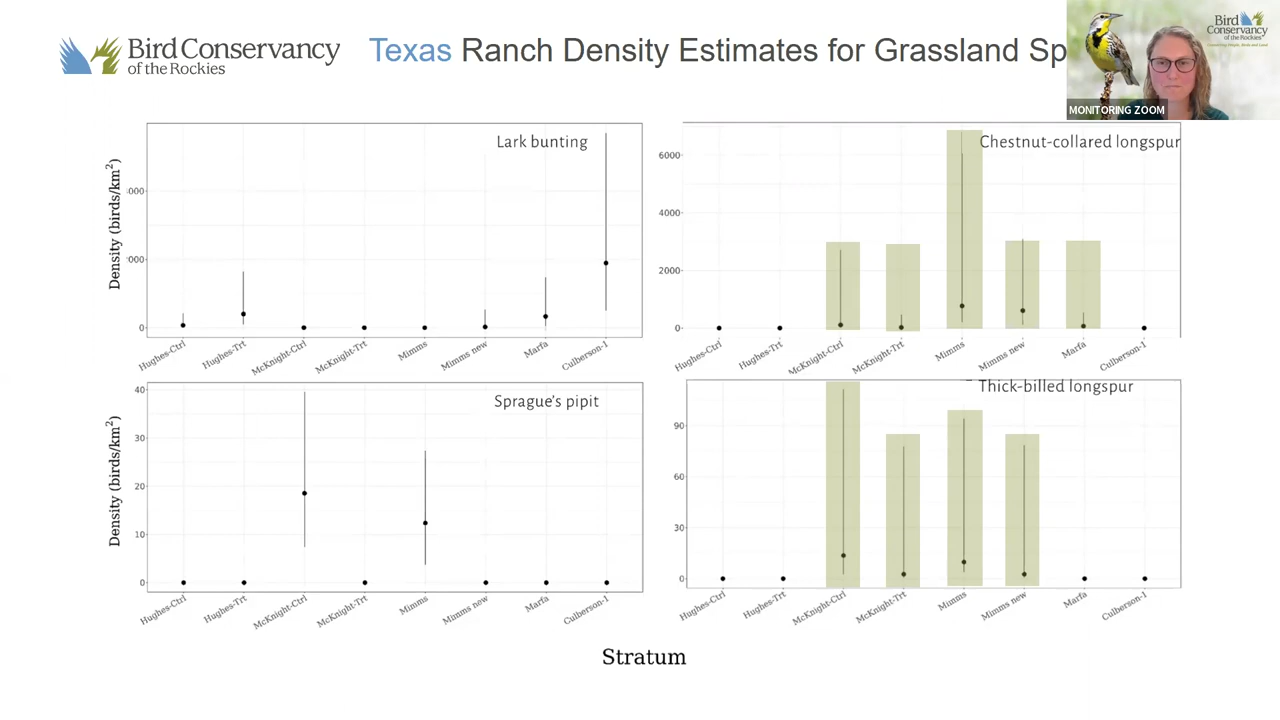 Bird Conservancy
of the Rockies
Texas Ranch Density Estimates for Grassland Sp
Bird
Conservancy
of the Rockies
MONITORING ZOOM
Lark bunting
Density (birds/km²)
000
000
0
Hughes-Ctrl
Hughes-Trt
McKnight-Ctrl
McKnight-Trt
Mimms
Mimms new
Marfa
Culberson-1
Chestnut-collared longspur
6000
4000
2000
0
Hughes-Ctrl
Hughes-Trt
McKnight-Ctrl
McKnight-Trt
Mimms
Mimms new
Marfa
Culberson-1
Sprague's pipit
Density (birds/km²)
40
30
20
10
0
Hughes-Ctrl
Hughes-Trt
McKnight-Ctrl
McKnight-Trt
Mimms
Mimms new
Marfa
Culberson-1
Thick-billed longspur
90
60
30
0
Hughes-Ctrl
Hughes-Trt
McKnight-Ctrl
McKnight-Trt
Mimms
Mimms new
Marfa
Culberson-1
Stratum